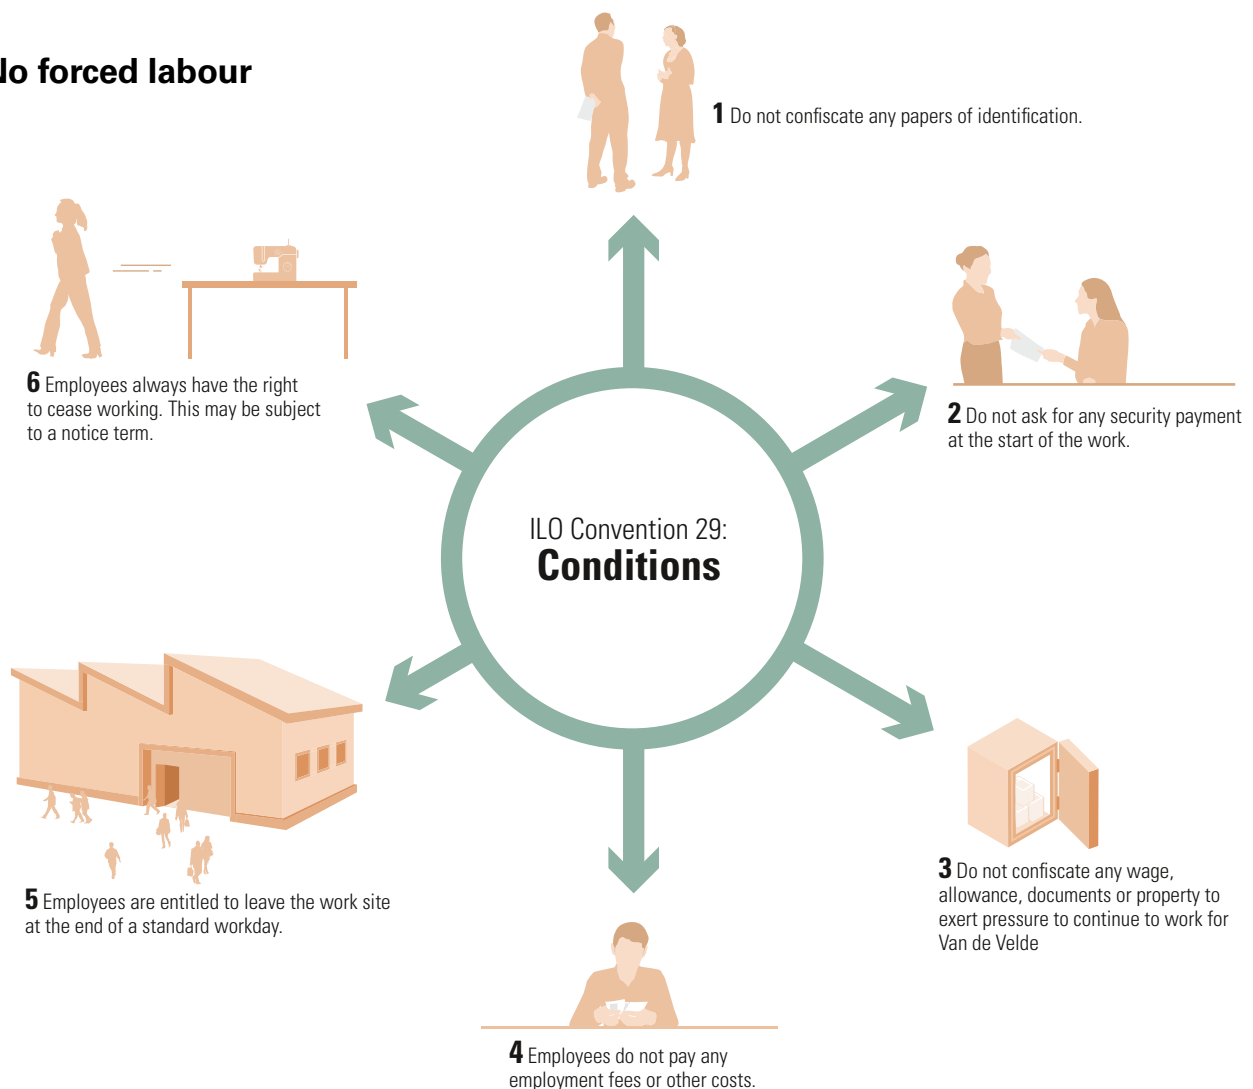 No forced labour
1 Do not confiscate any papers of identification.
2 Do not ask for any security payment
at the start of the work.
3 Do not confiscate any wage,
allowance, documents or property to
exert pressure to continue to work for
Van de Velde
4 Employees do not pay any
employment fees or other costs.
5 Employees are entitled to leave the work site
at the end of a standard workday.
6 Employees always have the right
to cease working. This may be subject
to a notice term.
ILO Convention 29:
Conditions